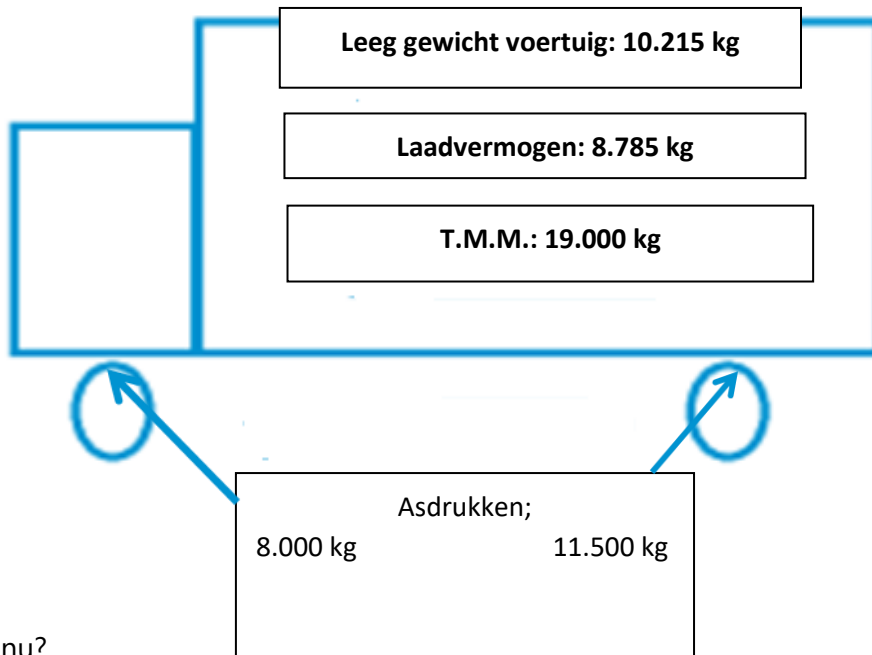 Leeg gewicht voertuig: 10.215 kg
Laadvermogen: 8.785 kg
T.M.M.: 19.000 kg
Asdrukken;
8.000 kg 11.500 kg
nu?